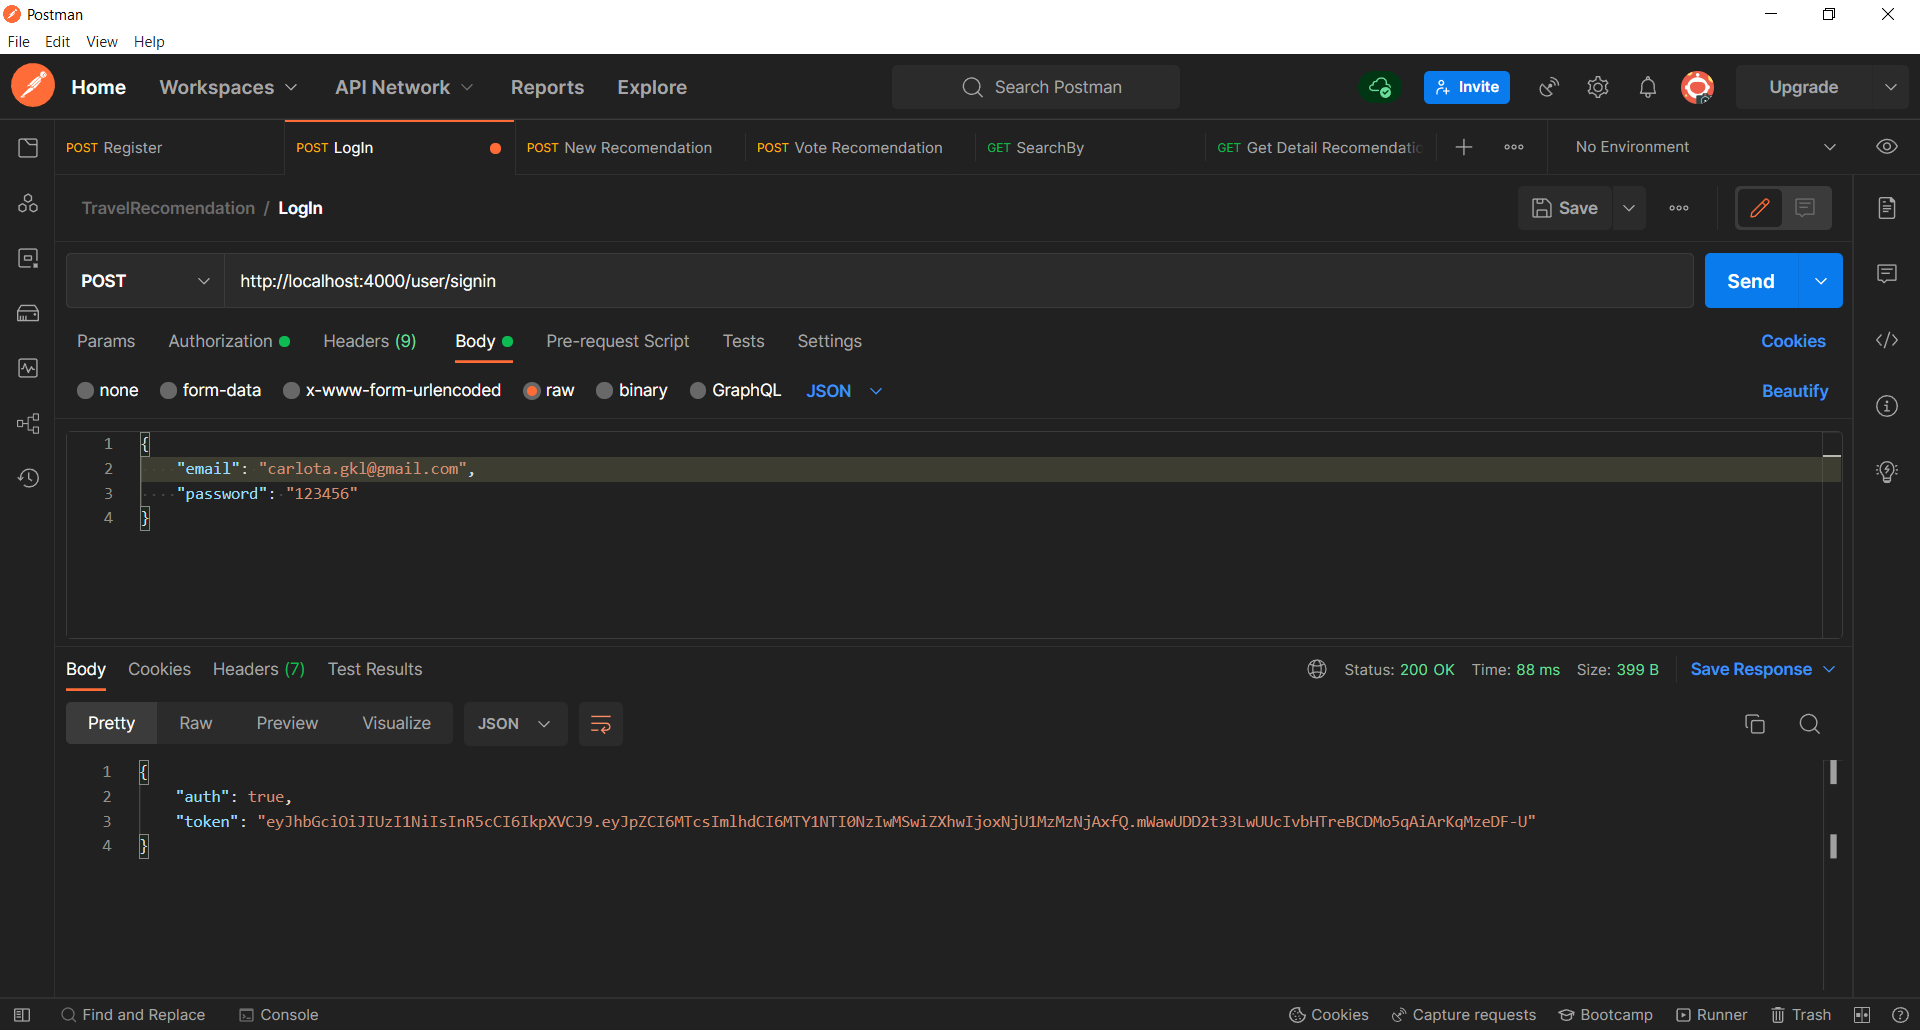 Postman
File Edit View Help
Home Workspaces API Network Reports Explore Search Postman Invite Upgrade
POST Register POST LogIn POST New Recomendation POST Vote Recomendation GET SearchBy GET Get Detail Recomendatio No Environment
TravelRecomendation / LogIn Save
POST http://localhost:4000/user/signin Send
Params Authorization Headers (9) Body Pre-request Script Tests Settings Cookies
none form-data x-www-form-urlencoded raw binary GraphQL JSON Beautify
1 {
2 "email": "carlota.gkl@gmail.com",
3 "password": "123456"
4 }
Body Cookies Headers (7) Test Results Status: 200 OK Time: 88 ms Size: 399 B Save Response
Pretty Raw Preview Visualize JSON
1 {
2 "auth": true,
3 "token": "eyJhbGciOiJIUzI1NiIsInR5cCI6IkpXVCJ9.eyJpZCI6MTcsImlhdCI6MTY1NTI0NzIwMSwiZXhwIjoxNjU1MzMzNjAxfQ.mWawUDD2t33LwUUcIvbHTreBCDMo5qAiArKqMzeDF-U"
4 }
Find and Replace Console Cookies Capture requests Bootcamp Runner Trash